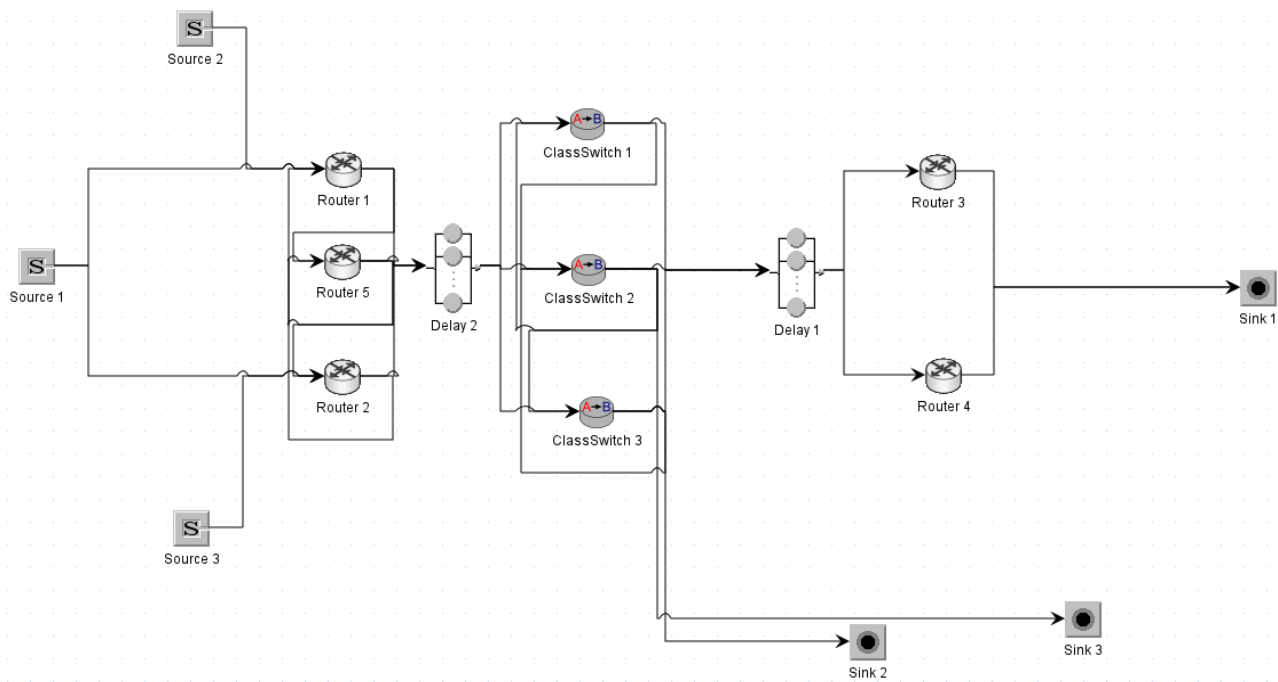 S
Source 2
A→B
ClassSwitch 1
Router 1
Router 3
S
Source 1
Router 5
Delay 2
A→B
ClassSwitch 2
Delay 1
Sink 1
Router 2
Router 4
A→B
ClassSwitch 3
S
Source 3
Sink 3
Sink 2